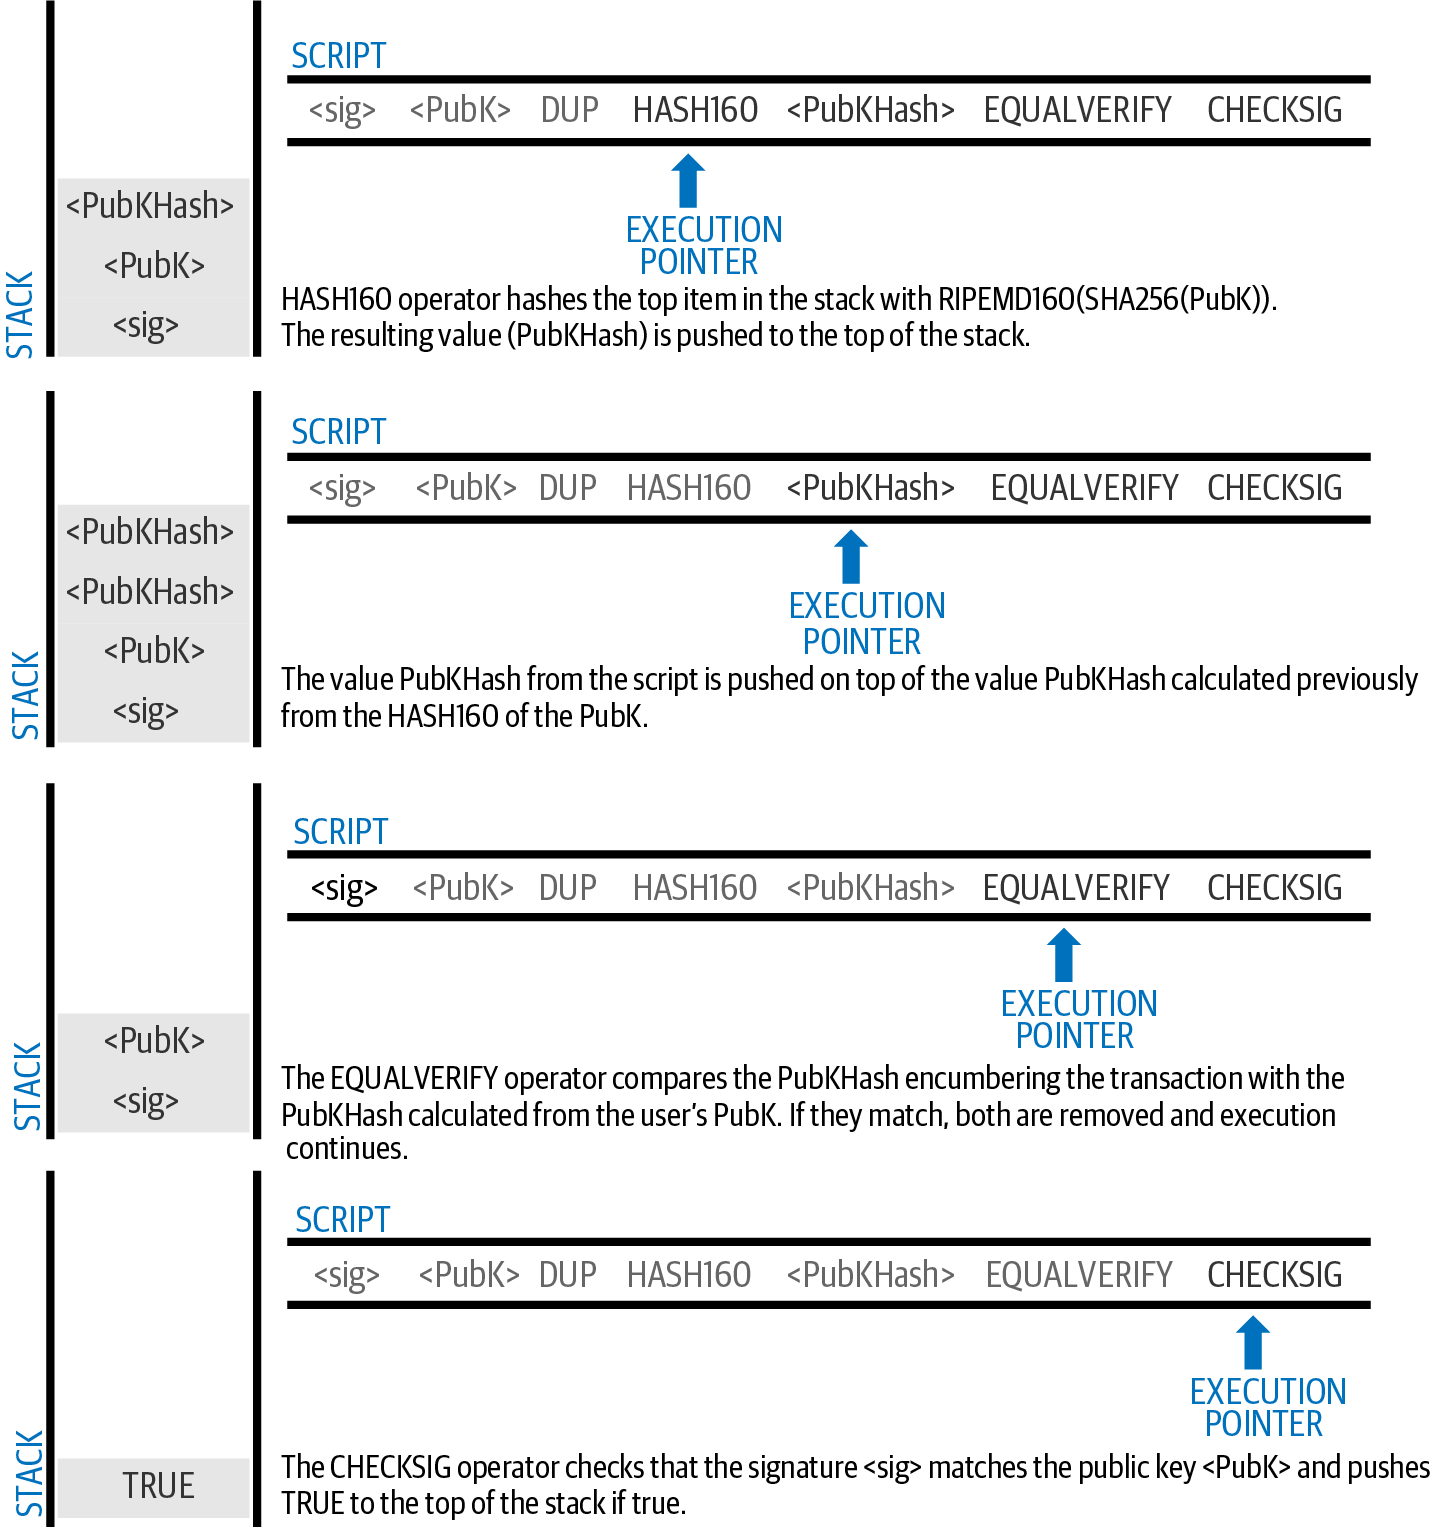 SCRIPT
<sig> <PubK> DUP HASH160 <PubKHash> EQUALVERIFY CHECKSIG
EXECUTION
POINTER
STACK
<PubKHash>
<PubK>
<sig>
HASH160 operator hashes the top item in the stack with RIPEMD160(SHA256(PubK)).
The resulting value (PubKHash) is pushed to the top of the stack.
SCRIPT
<sig> <PubK> DUP HASH160 <PubKHash> EQUALVERIFY CHECKSIG
EXECUTION
POINTER
STACK
<PubKHash>
<PubKHash>
<PubK>
<sig>
The value PubKHash from the script is pushed on top of the value PubKHash calculated previously
from the HASH160 of the PubK.
SCRIPT
<sig> <PubK> DUP HASH160 <PubKHash> EQUALVERIFY CHECKSIG
EXECUTION
POINTER
STACK
<PubK>
<sig>
The EQUALVERIFY operator compares the PubKHash encumbering the transaction with the
PubKHash calculated from the user's PubK. If they match, both are removed and execution
continues.
SCRIPT
<sig> <PubK> DUP HASH160 <PubKHash> EQUALVERIFY CHECKSIG
EXECUTION
POINTER
STACK
TRUE
The CHECKSIG operator checks that the signature <sig> matches the public key <PubK> and pushes
TRUE to the top of the stack if true.